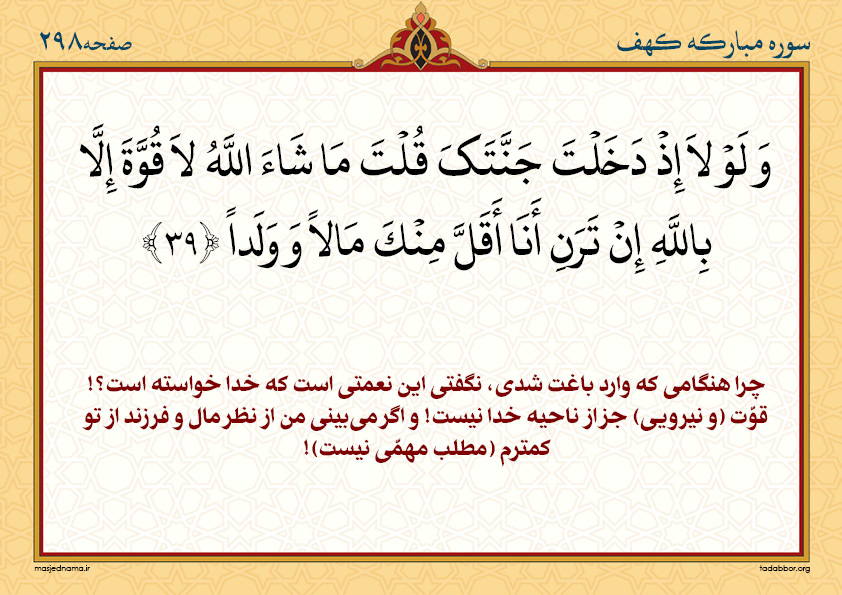 سوره مبارکه کهف
صفحه۲۹۸
وَ لَوْ لاَ إِذْ دَخَلْتَ جَنَّتَکَ قُلْتَ مَا شَاءَ اللَّهُ لاَ قُوَّةَ إِلَّا
بِاللَّهِ إِنْ تَرَنِ أَنَا أَقَلَّ مِنْكَ مَالاً وَ وَلَداً ﴿۳۹﴾
چرا هنگامی که وارد باغت شدی، نگفتی این نعمتی است که خدا خواسته است؟!
قوّت (و نیرویی) جز از ناحیه خدا نیست! و اگر می‌بینی من از نظر مال و فرزند از تو
کمترم (مطلب مهمّی نیست)!
masjednama.ir
tadabbor.org